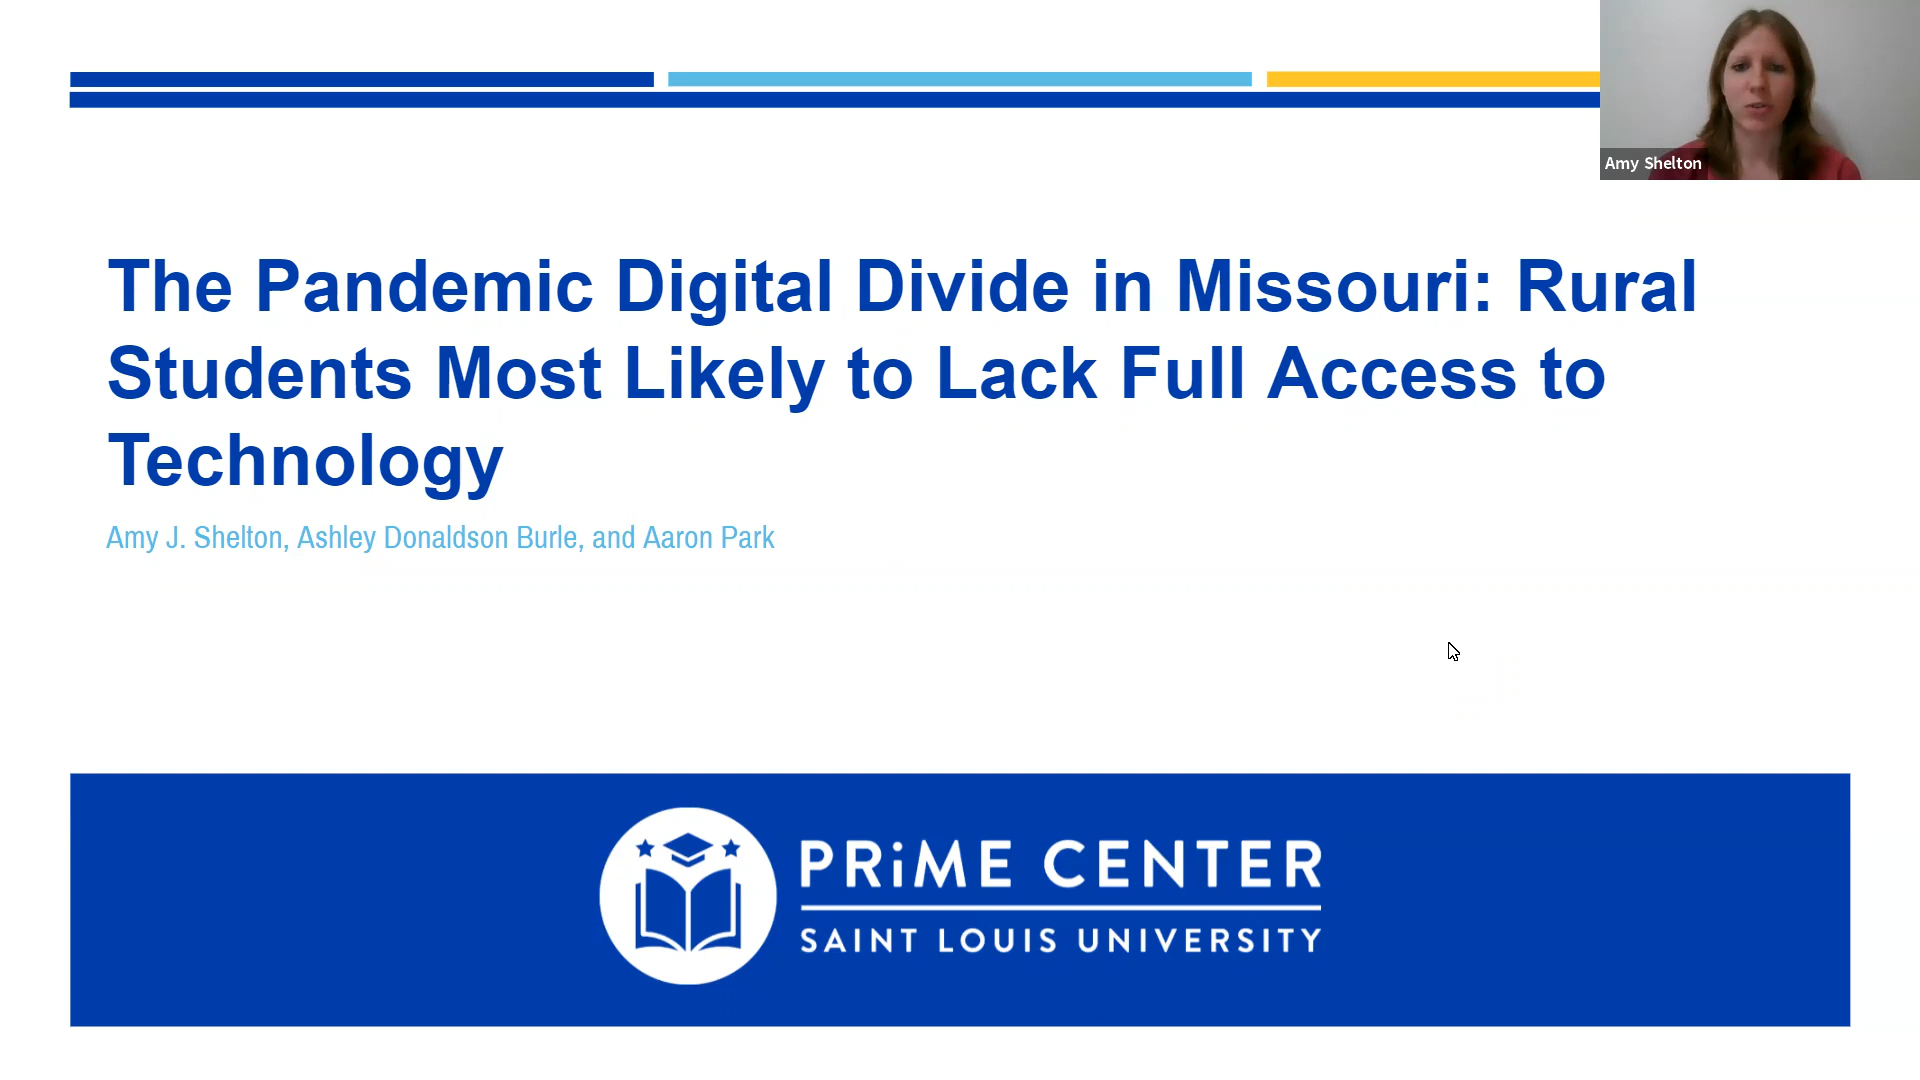 Amy Shelton
The Pandemic Digital Divide in Missouri: Rural
Students Most Likely to Lack Full Access to
Technology
Amy J. Shelton, Ashley Donaldson Burle, and Aaron Park
PRiME CENTER
SAINT LOUIS UNIVERSITY